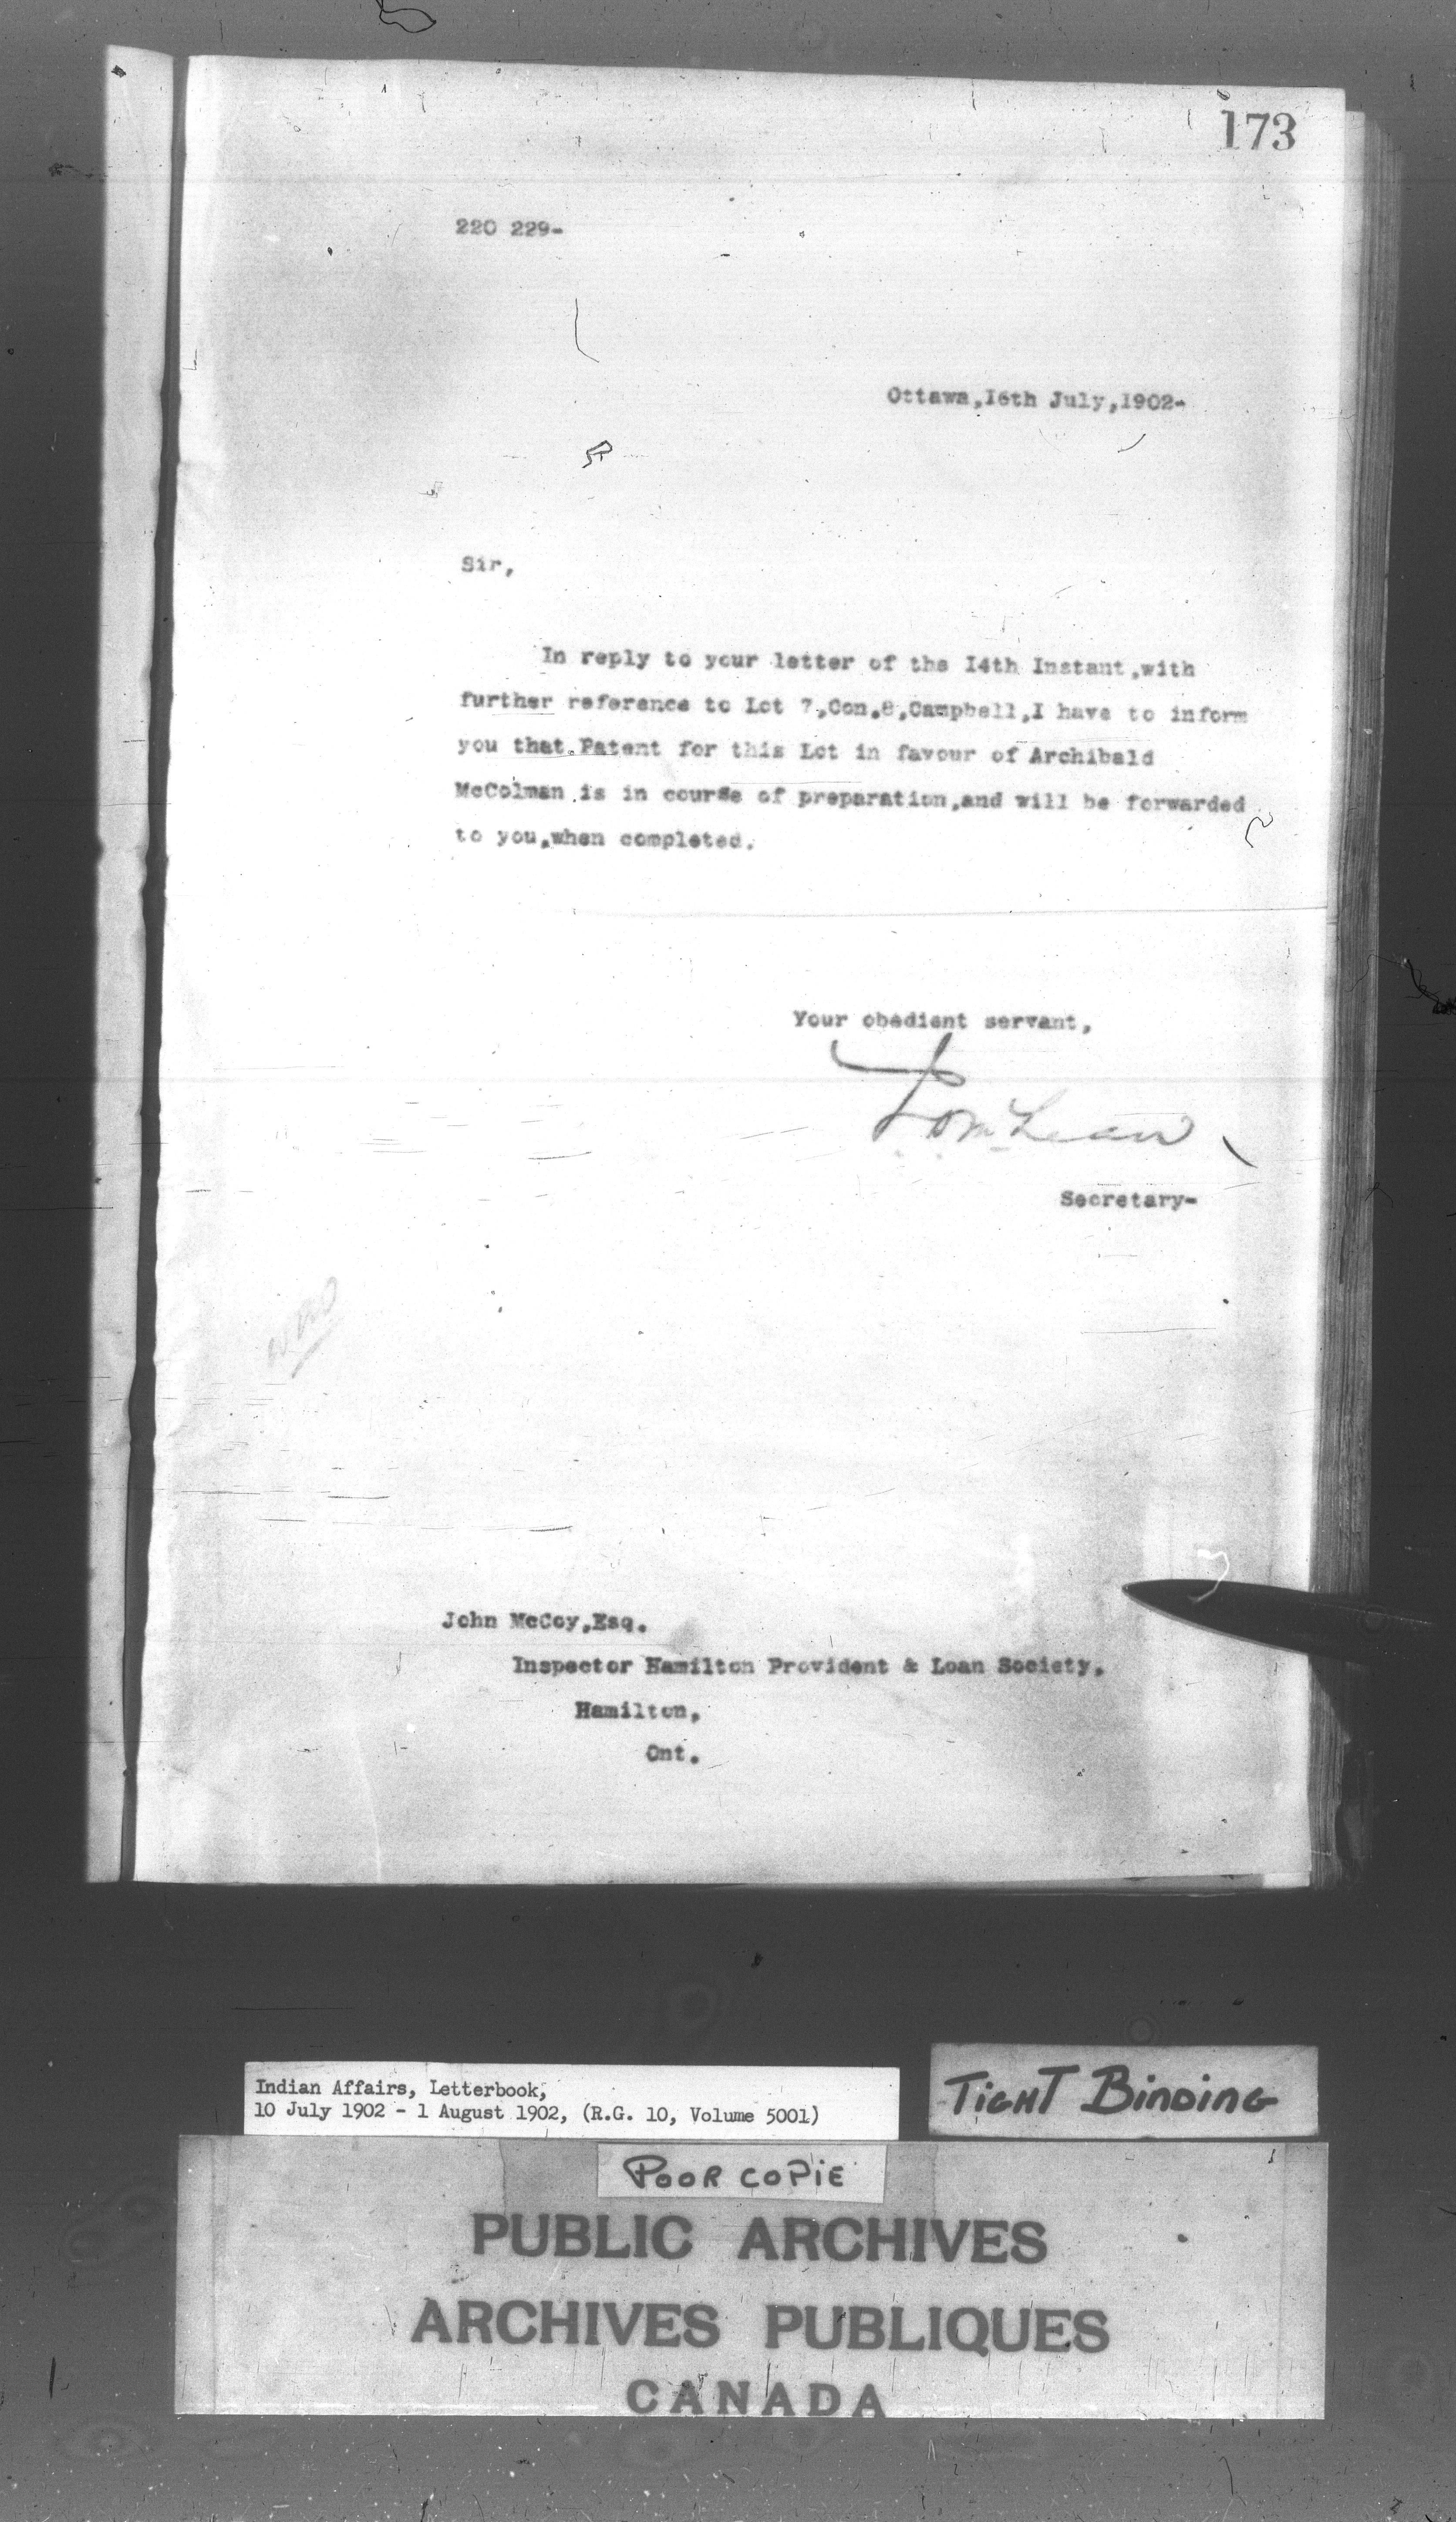 173
220 229-
Ottawa,I6th July,1902-
Sir,
In reply to your letter of the I4th Instant,with
further reference to Lot 7,Con.8,Campbell,I have to inform
you that Patent for this Lot in favour of Archibald
McColman is in course of preparation,and will be forwarded
to you,when completed.
Your obedient servant,
Secretary-
John McCoy,Esq.
Inspector Hamilton Provident & Loan Society.
Hamilton,
Ont.
Indian Affairs, Letterbook,
10 July 1902 - 1 August 1902, (R.G. 10, Volume 5001)
TIGHT BINDING
POOR COPIE
PUBLIC ARCHIVES
ARCHIVES PUBLIQUES
CANADA